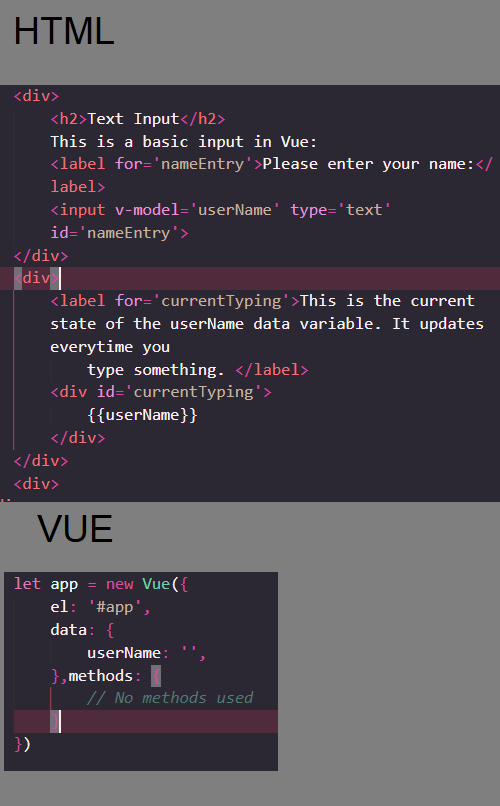 HTML
<div>
<h2>Text Input</h2>
This is a basic input in Vue:
<label for='nameEntry'>Please enter your name:</
label>
<input v-model='userName' type='text'
id='nameEntry'>
</div>
<div>
<label for='currentTyping'>This is the current
state of the userName data variable. It updates
everytime you
type something. </label>
<div id='currentTyping'>
{{userName}}
</div>
</div>
<div>
VUE
let app = new Vue({
el: '#app',
data: {
userName: '',
},methods: {
// No methods used
}
})